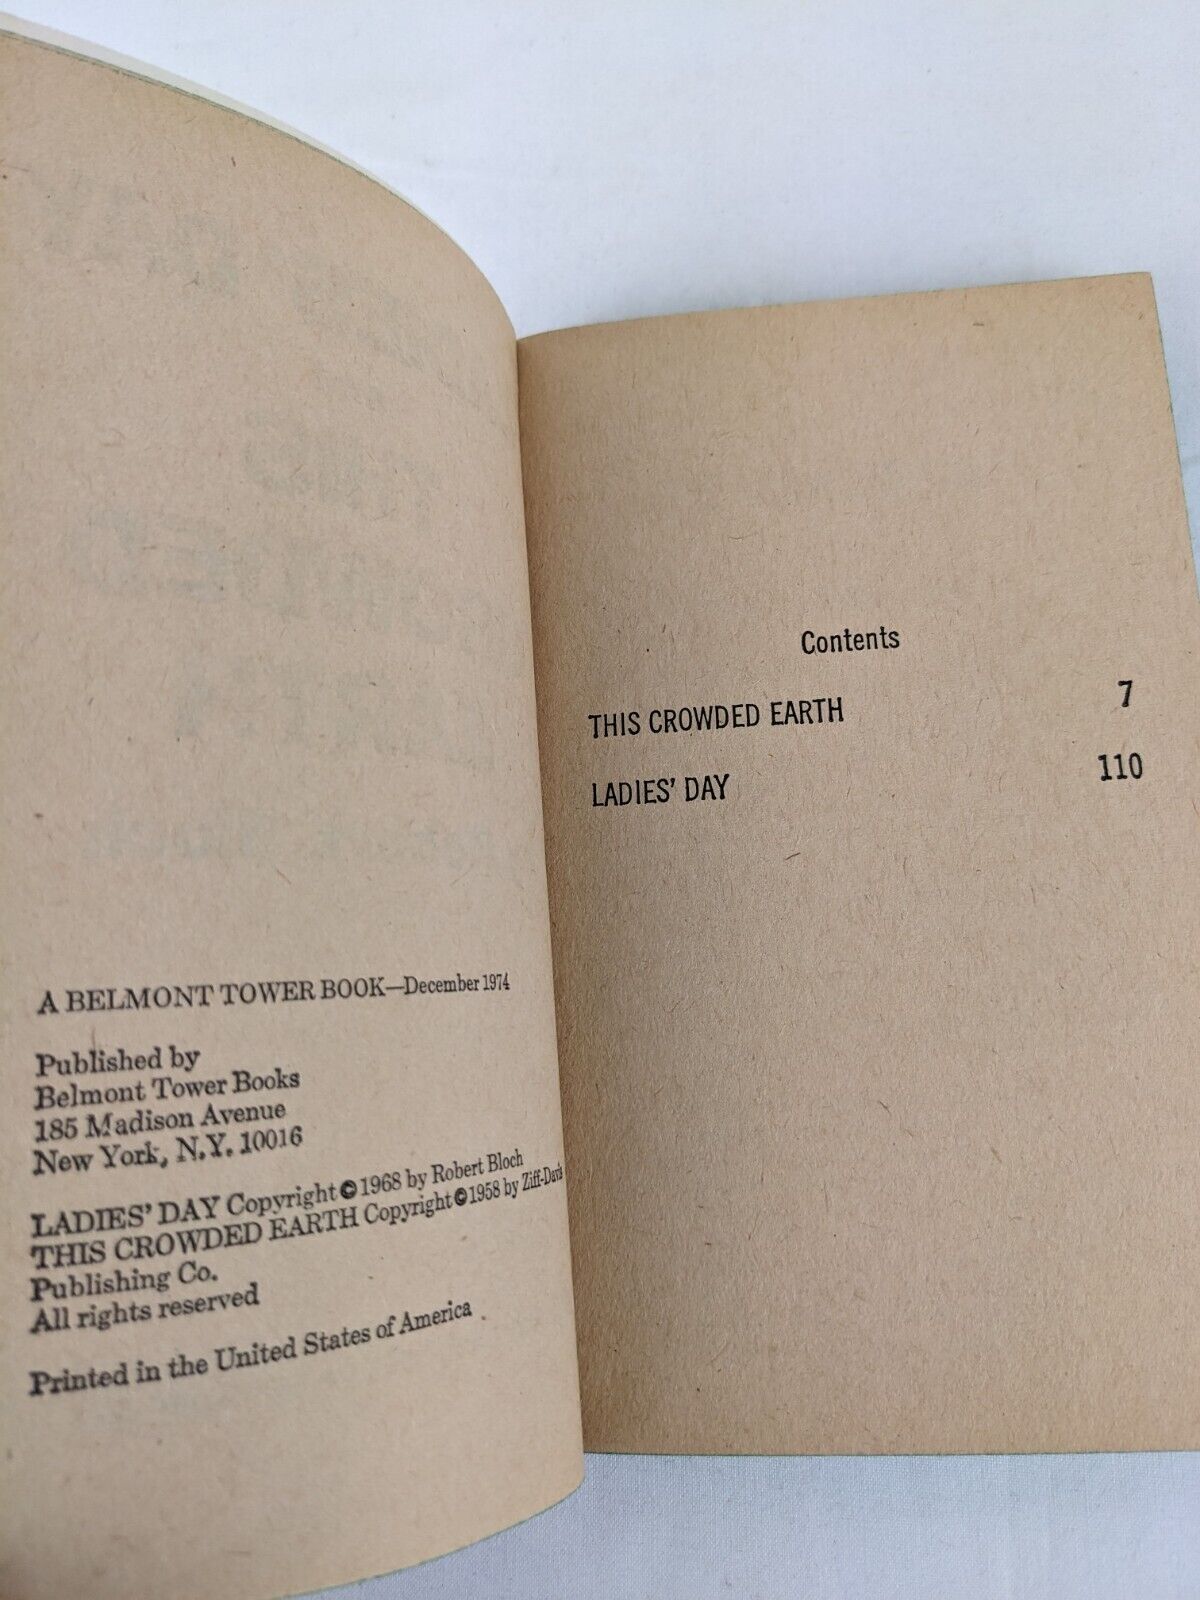 A BELMONT TOWER BOOK—December 1974
Published by
Belmont Tower Books
185 Madison Avenue
New York, N.Y. 10016
LADIES' DAY Copyright © 1968 by Robert Bloch
THIS CROWDED EARTH Copyright © 1958 by Ziff-Davis
Publishing Co.
All rights reserved
Printed in the United States of America
Contents
THIS CROWDED EARTH 7
LADIES' DAY 110